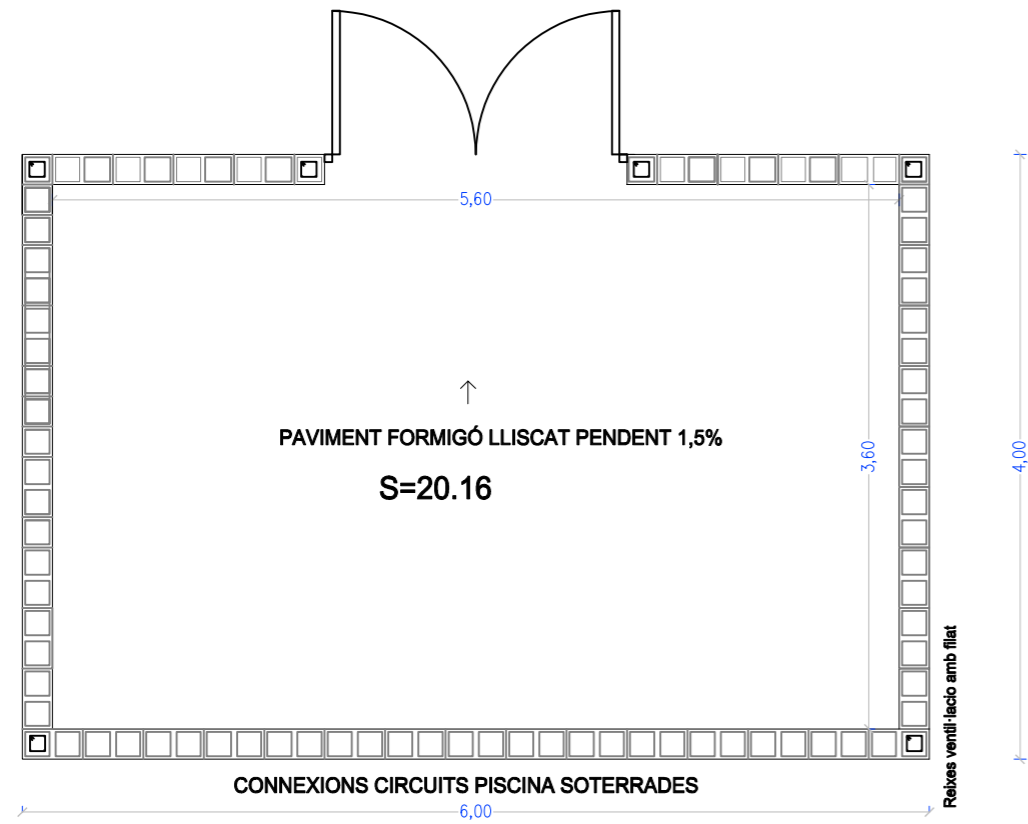 5,60
PAVIMENT FORMIGÓ LLISCAT PENDENT 1,5%
S=20.16
3,60
4,00
Reixes ventil·lacio amb filat
CONNEXIONS CIRCUITS PISCINA SOTERRADES
6,00